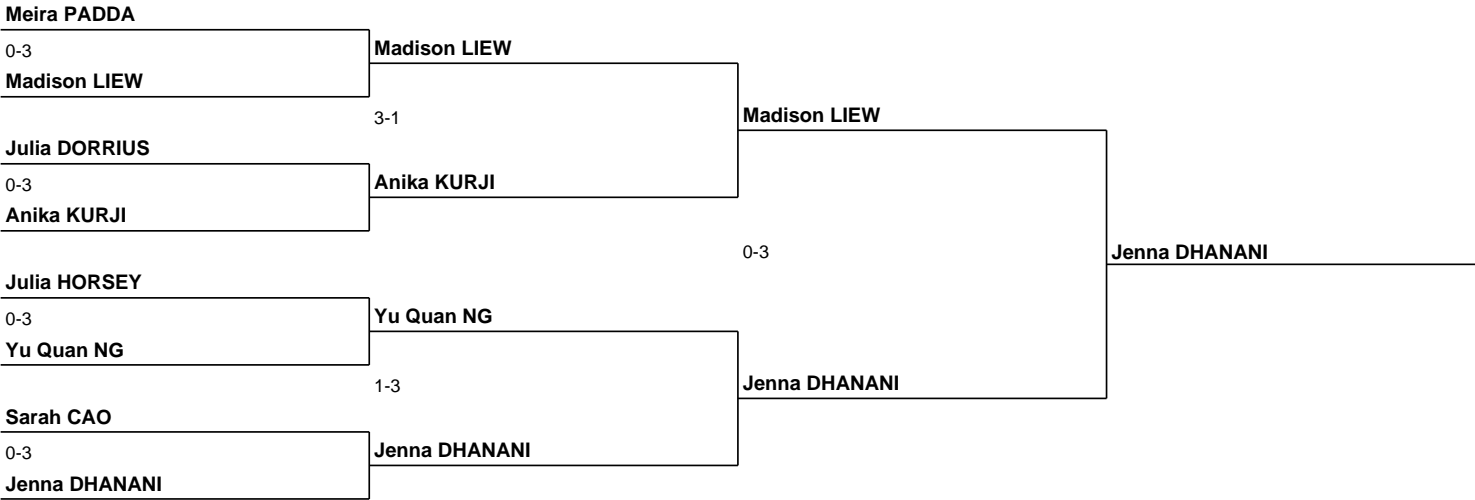 Meira PADDA
0-3
Madison LIEW
Madison LIEW
3-1
Madison LIEW
Julia DORRIUS
0-3
Anika KURJI
Anika KURJI
0-3
Jenna DHANANI
Julia HORSEY
0-3
Yu Quan NG
Yu Quan NG
1-3
Jenna DHANANI
Sarah CAO
0-3
Jenna DHANANI
Jenna DHANANI